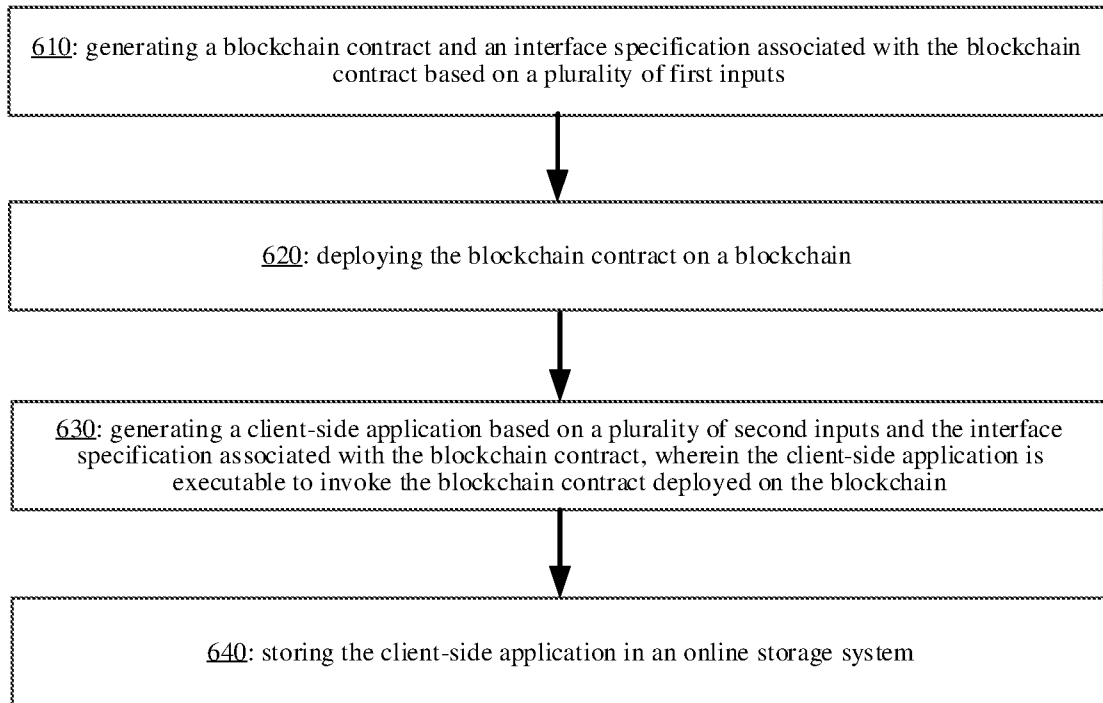 610: generating a blockchain contract and an interface specification associated with the blockchain
contract based on a plurality of first inputs
620: deploying the blockchain contract on a blockchain
630: generating a client-side application based on a plurality of second inputs and the interface
specification associated with the blockchain contract, wherein the client-side application is
executable to invoke the blockchain contract deployed on the blockchain
640: storing the client-side application in an online storage system